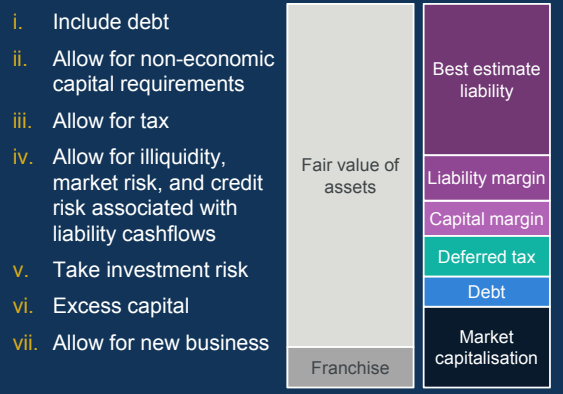 i. Include debt
ii. Allow for non-economic
capital requirements
iii. Allow for tax
iv. Allow for illiquidity,
market risk, and credit
risk associated with
liability cashflows
v. Take investment risk
vi. Excess capital
vii. Allow for new business
Fair value of
assets
Franchise
Best estimate
liability
Liability margin
Capital margin
Deferred tax
Debt
Market
capitalisation